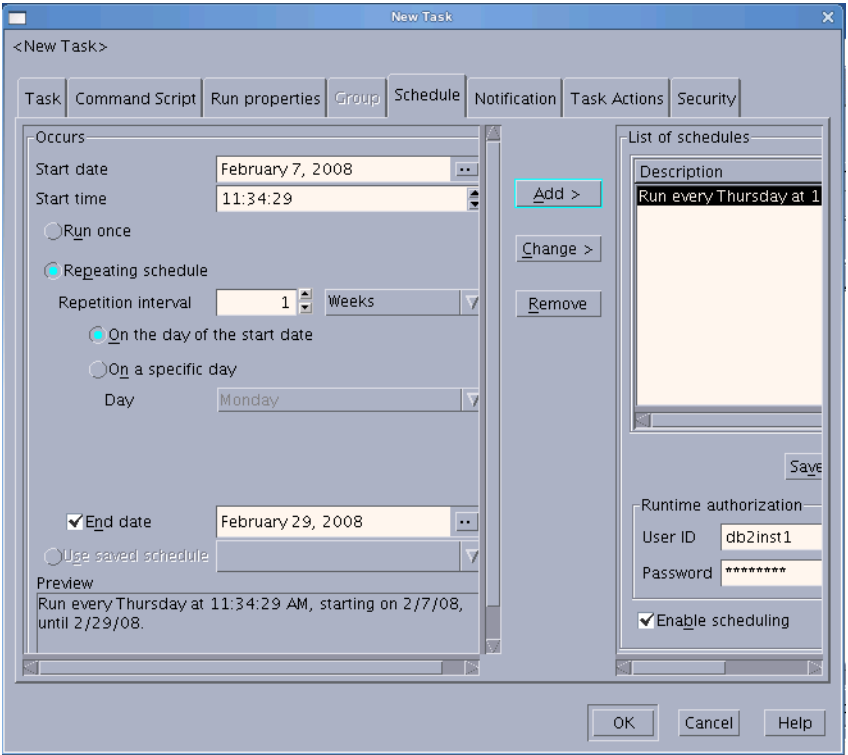 New Task
<New Task>
Task Command Script Run properties Group Schedule Notification Task Actions Security
Occurs
Start date February 7, 2008
Start time 11:34:29
Run once
Repeating schedule
Repetition interval 1 Weeks
On the day of the start date
On a specific day
Day Monday
End date February 29, 2008
Use saved schedule
Preview
Run every Thursday at 11:34:29 AM, starting on 2/7/08,
until 2/29/08.
Add >
Change >
Remove
List of schedules
Description
Run every Thursday at 1
Save
Runtime authorization
User ID db2inst1
Password ********
Enable scheduling
OK Cancel Help